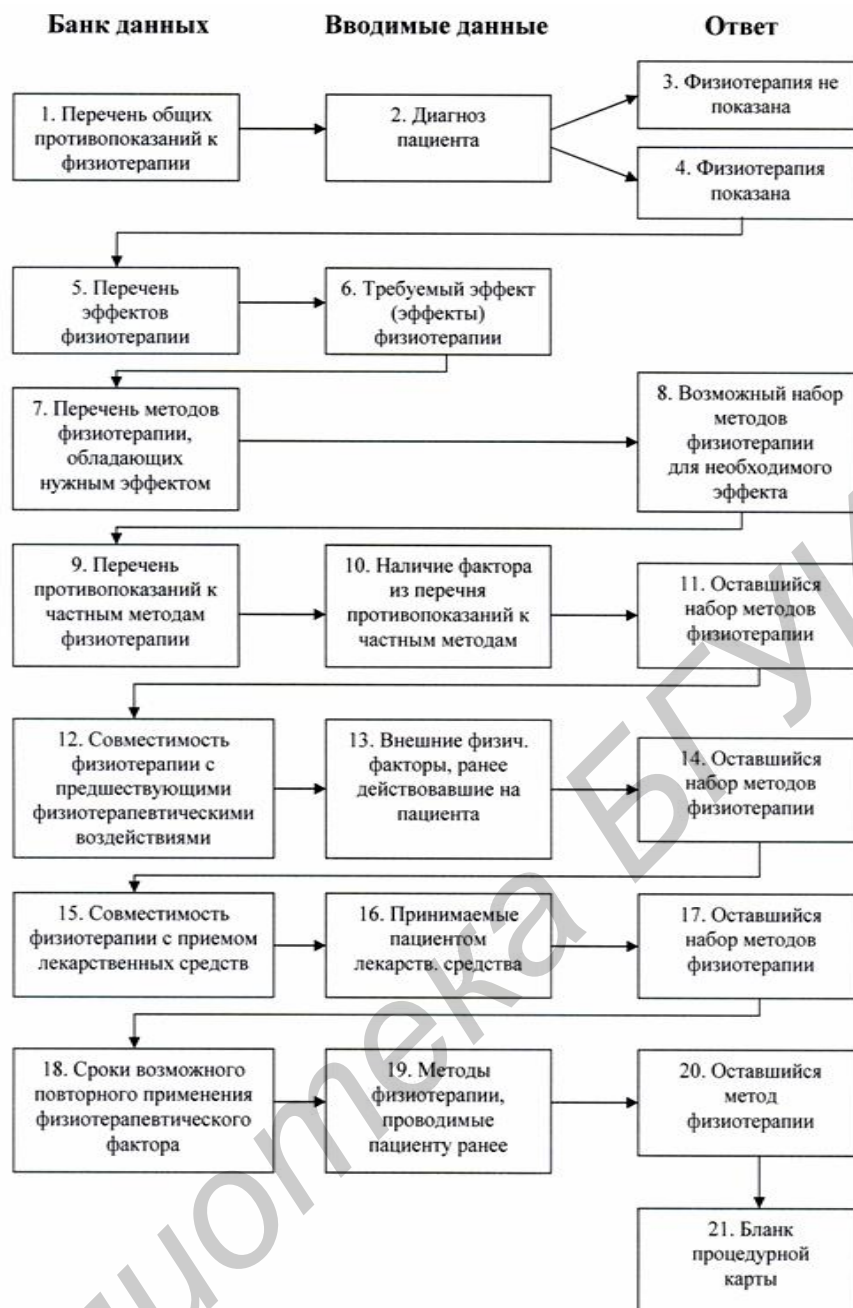 Банк данных
Вводимые данные
Ответ
1. Перечень общих
противопоказаний к
физиотерапии
2. Диагноз
пациента
3. Физиотерапия не
показана
4. Физиотерапия
показана
5. Перечень
эффектов
физиотерапии
6. Требуемый эффект
(эффекты)
физиотерапии
7. Перечень методов
физиотерапии,
обладающих
нужным эффектом
8. Возможный набор
методов
физиотерапии
для необходимого
эффекта
9. Перечень
противопоказаний к
частным методам
физиотерапии
10. Наличие фактора
из перечня
противопоказаний к
частным методам
11. Оставшийся
набор методов
физиотерапии
12. Совместимость
физиотерапии с
предшествующими
физиотерапевтическими
воздействиями
13. Внешние физич.
факторы, ранее
действовавшие на
пациента
14. Оставшийся
набор методов
физиотерапии
15. Совместимость
физиотерапии с приемом
лекарственных средств
16. Принимаемые
пациентом
лекарств. средства
17. Оставшийся
набор методов
физиотерапии
18. Сроки возможного
повторного применения
физиотерапевтического
фактора
19. Методы
физиотерапии,
проводимые
пациенту ранее
20. Оставшийся
метод
физиотерапии
21. Бланк
процедурной
карты